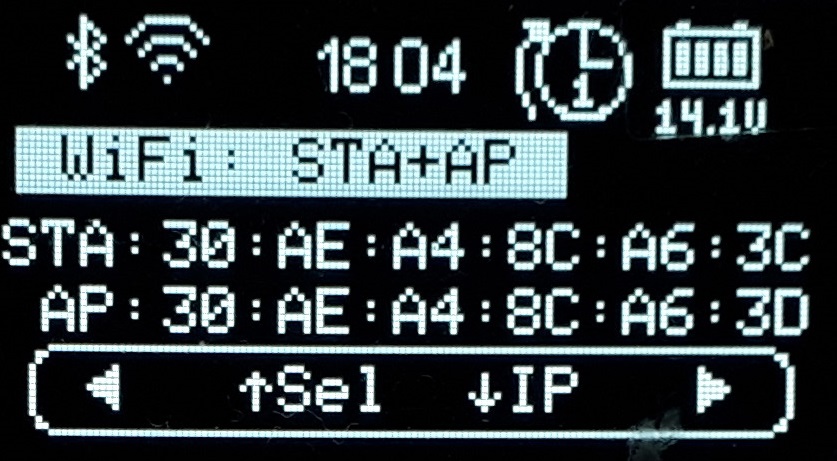 18 04
1
14.1V
WiFi: STA+AP
STA:30:AE:A4:8C:A6:3C
AP:30:AE:A4:8C:A6:3D
↑Sel ↓IP